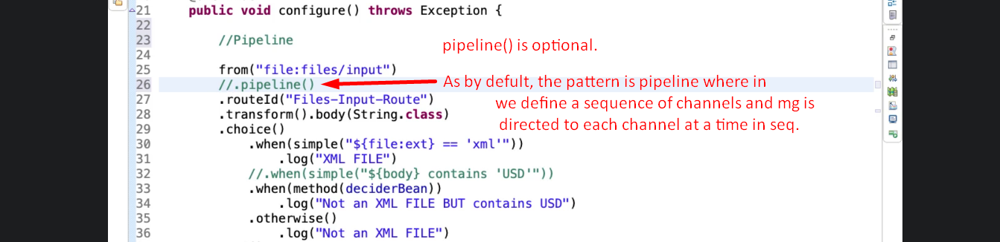 21 public void configure() throws Exception {
22
23 //Pipeline
pipeline() is optional.
24
25 from("file:files/input")
26 //.pipeline()
As by defult, the pattern is pipeline where in
we define a sequence of channels and mg is
directed to each channel at a time in seq.
27 .routeId("Files-Input-Route")
28 .transform().body(String.class)
29 .choice()
30 .when(simple("${file:ext} == 'xml'"))
31 .log("XML FILE")
32 //.when(simple("${body} contains 'USD'"))
33 .when(method(deciderBean))
34 .log("Not an XML FILE BUT contains USD")
35 .otherwise()
36 .log("Not an XML FILE")